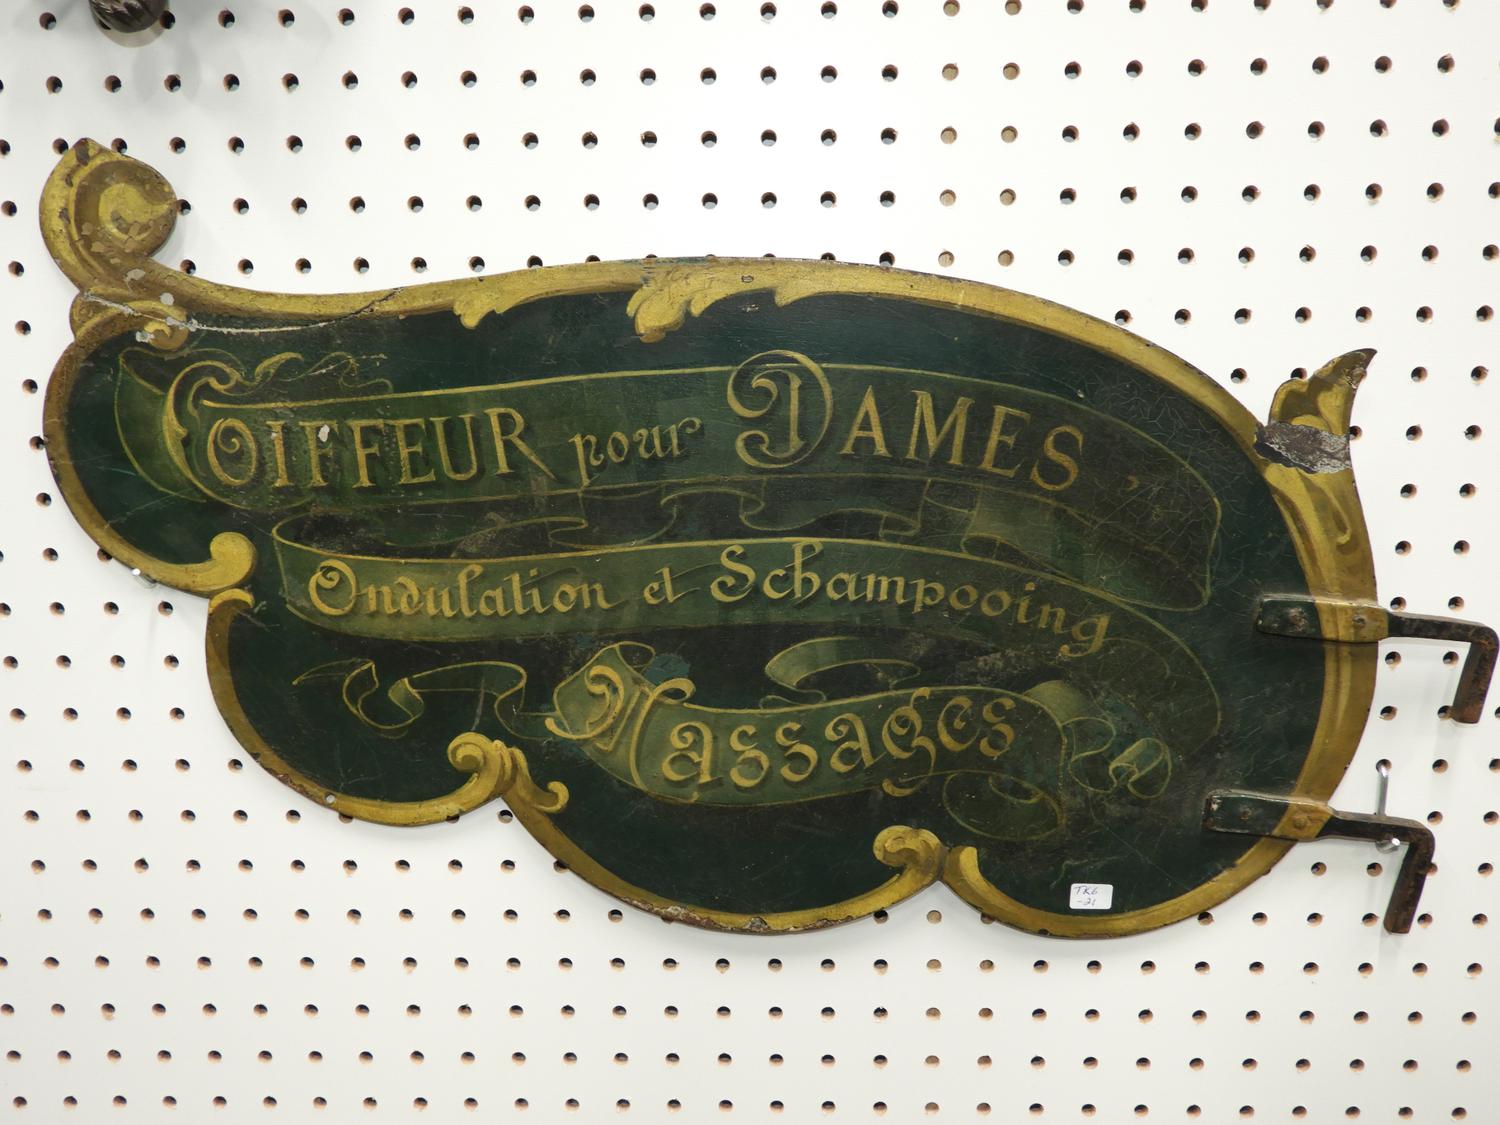 COIFFEUR pour DAMES
Ondulation et Schampooing
Massages
TK6
-21